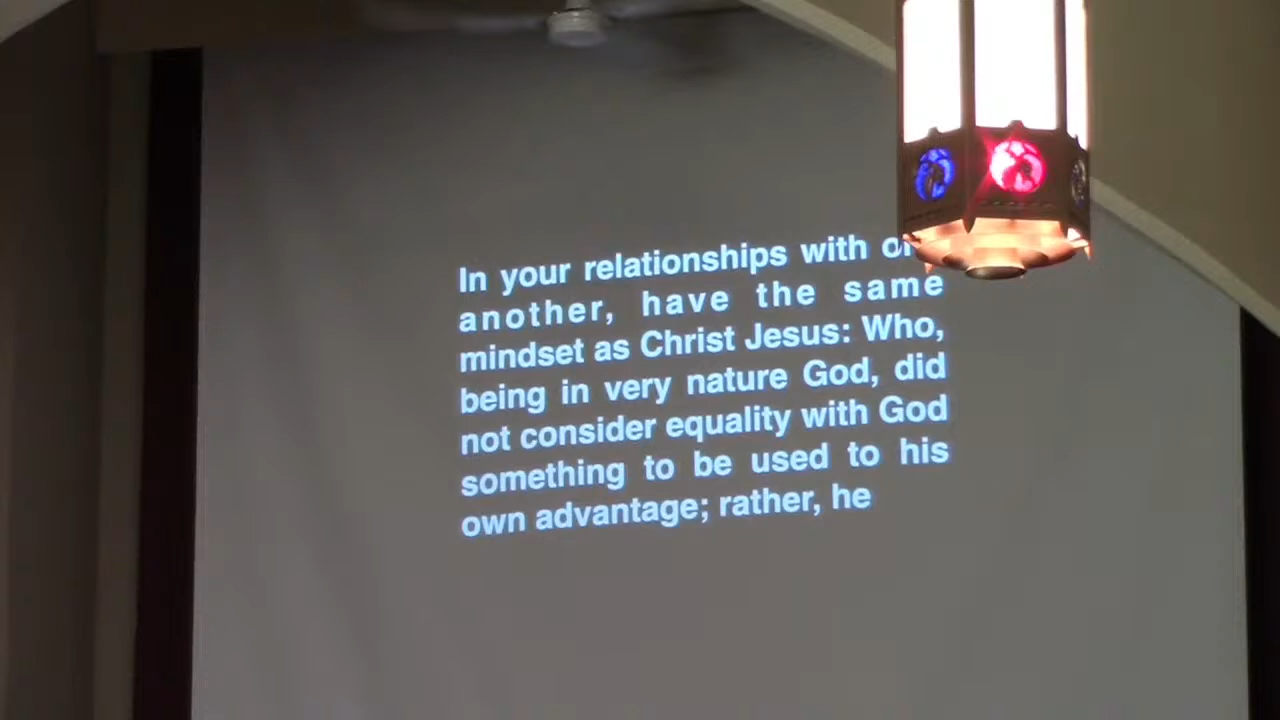 In your relationships with
another, have the same
mindset as Christ Jesus: Who,
being in very nature God, did
not consider equality with God
something to be used to his
own advantage; rather, he